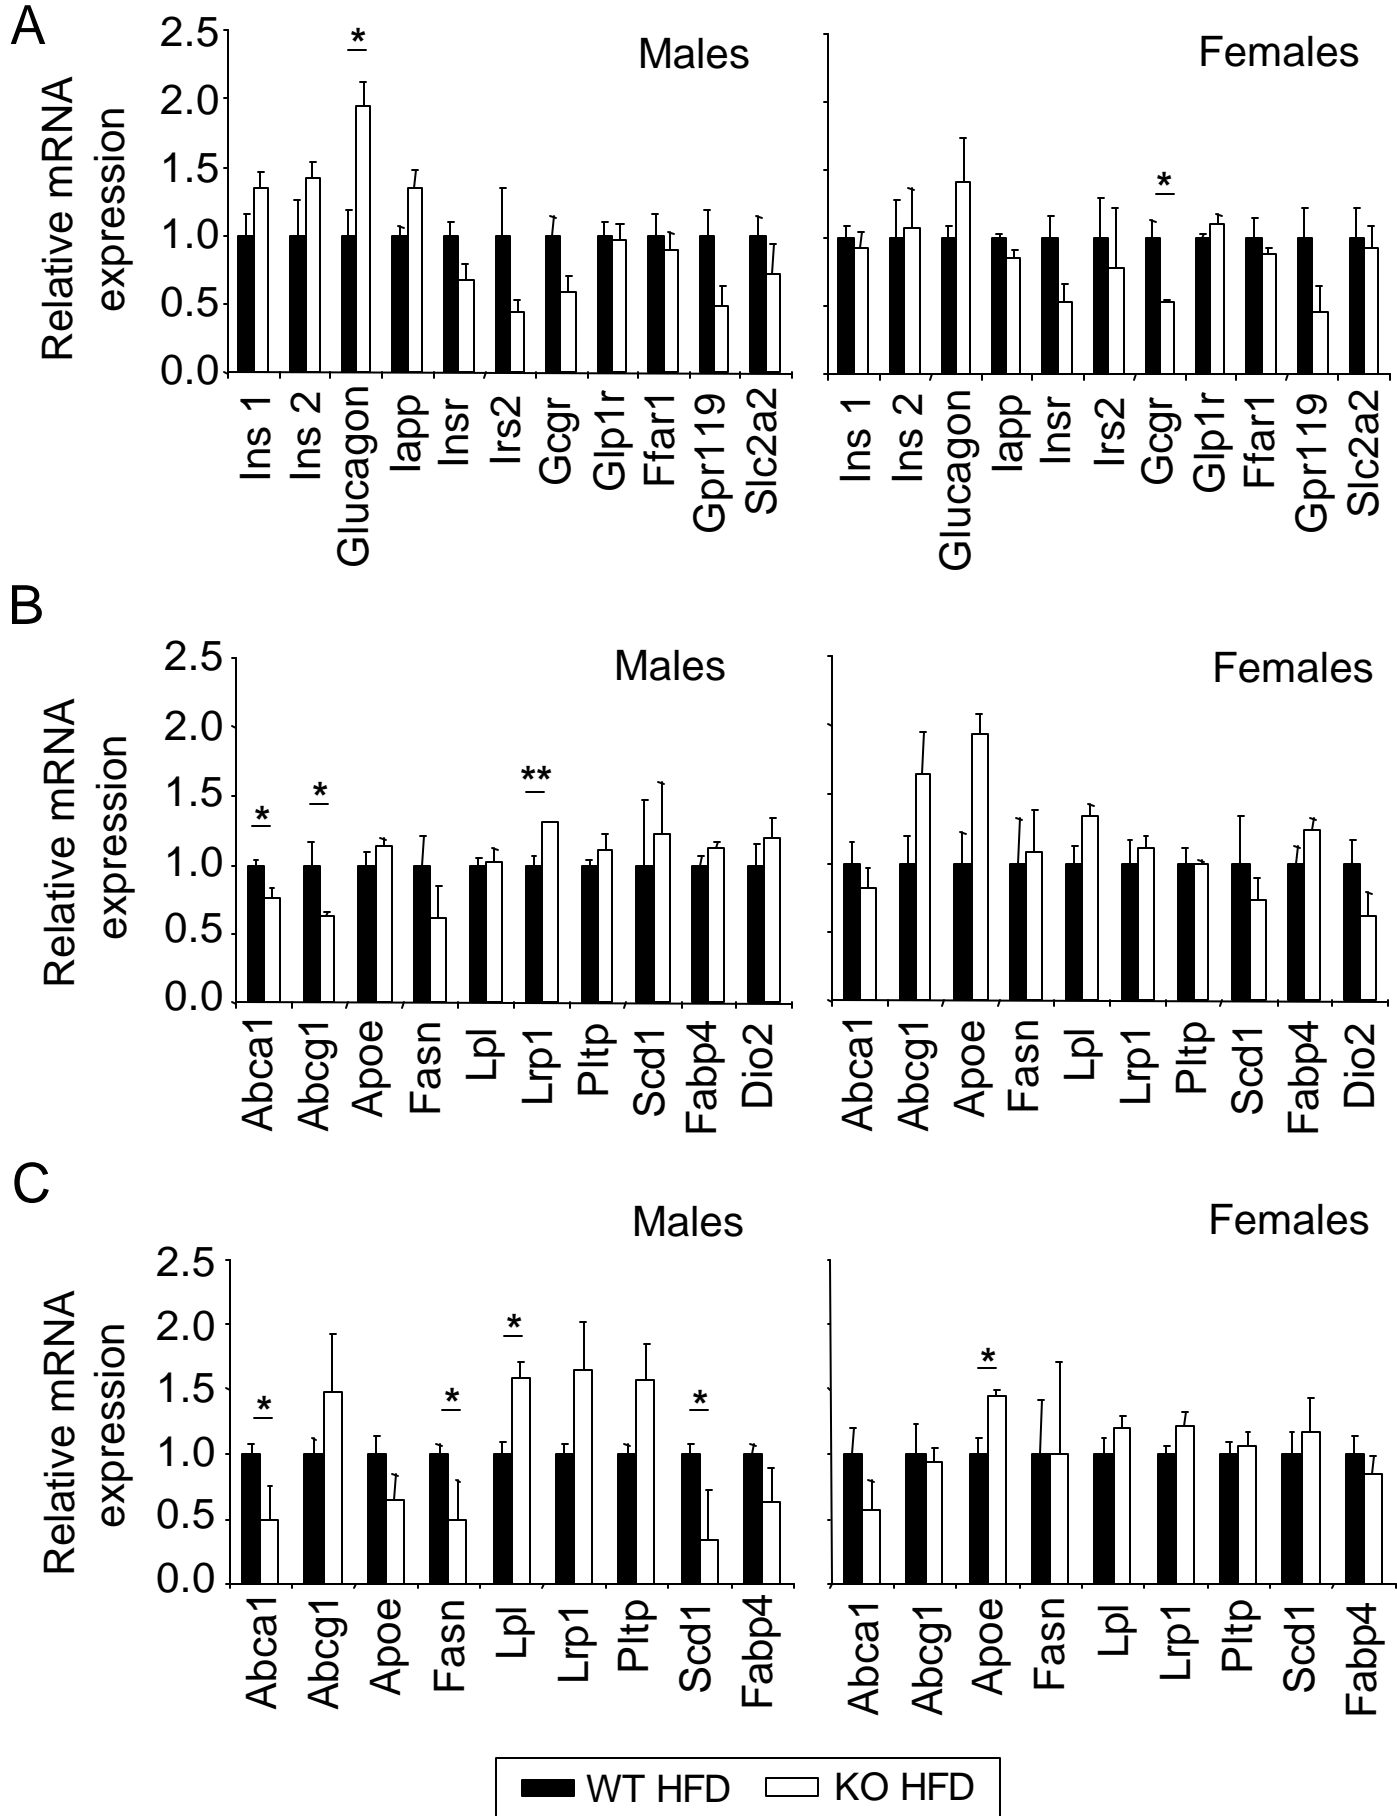 A
Relative mRNA
expression
2.5
2.0
1.5
1.0
0.5
0.0
Males
*
Ins 1
Ins 2
Glucagon
Iapp
Insr
Irs2
Gcgr
Glp1r
Ffar1
Gpr119
Slc2a2
Females
*
Ins 1
Ins 2
Glucagon
Iapp
Insr
Irs2
Gcgr
Glp1r
Ffar1
Gpr119
Slc2a2
B
Relative mRNA
expression
2.5
2.0
1.5
1.0
0.5
0.0
Males
*
*
**
Abca1
Abcg1
Apoe
Fasn
Lpl
Lrp1
Pltp
Scd1
Fabp4
Dio2
Females
Abca1
Abcg1
Apoe
Fasn
Lpl
Lrp1
Pltp
Scd1
Fabp4
Dio2
C
Relative mRNA
expression
2.5
2.0
1.5
1.0
0.5
0.0
Males
*
*
*
*
Abca1
Abcg1
Apoe
Fasn
Lpl
Lrp1
Pltp
Scd1
Fabp4
Females
*
Abca1
Abcg1
Apoe
Fasn
Lpl
Lrp1
Pltp
Scd1
Fabp4
WT HFD KO HFD